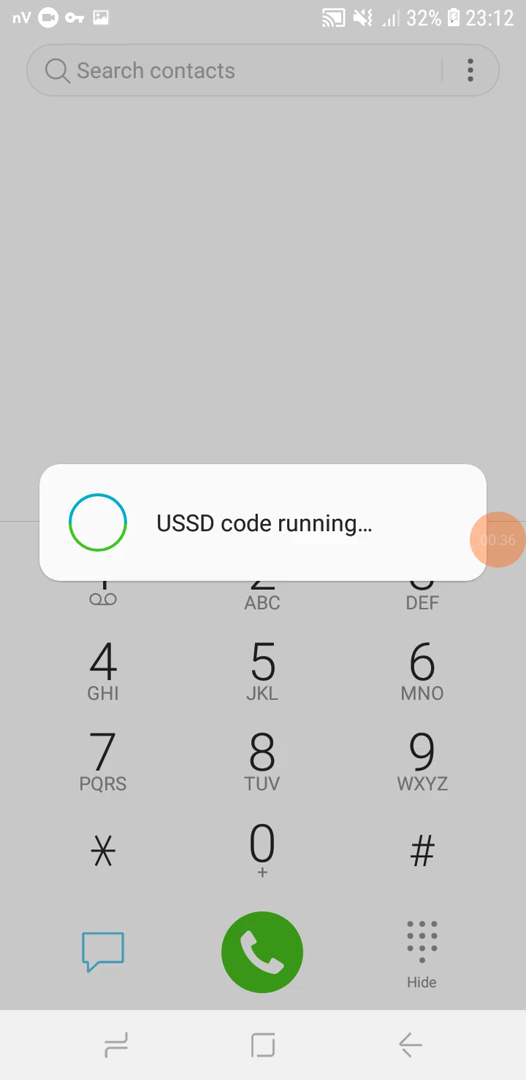 nV 32% 23:12
Search contacts
USSD code running...
00:36
ABC DEF
4 5 6
GHI JKL MNO
7 8 9
PQRS TUV WXYZ
* 0 #
+
Hide